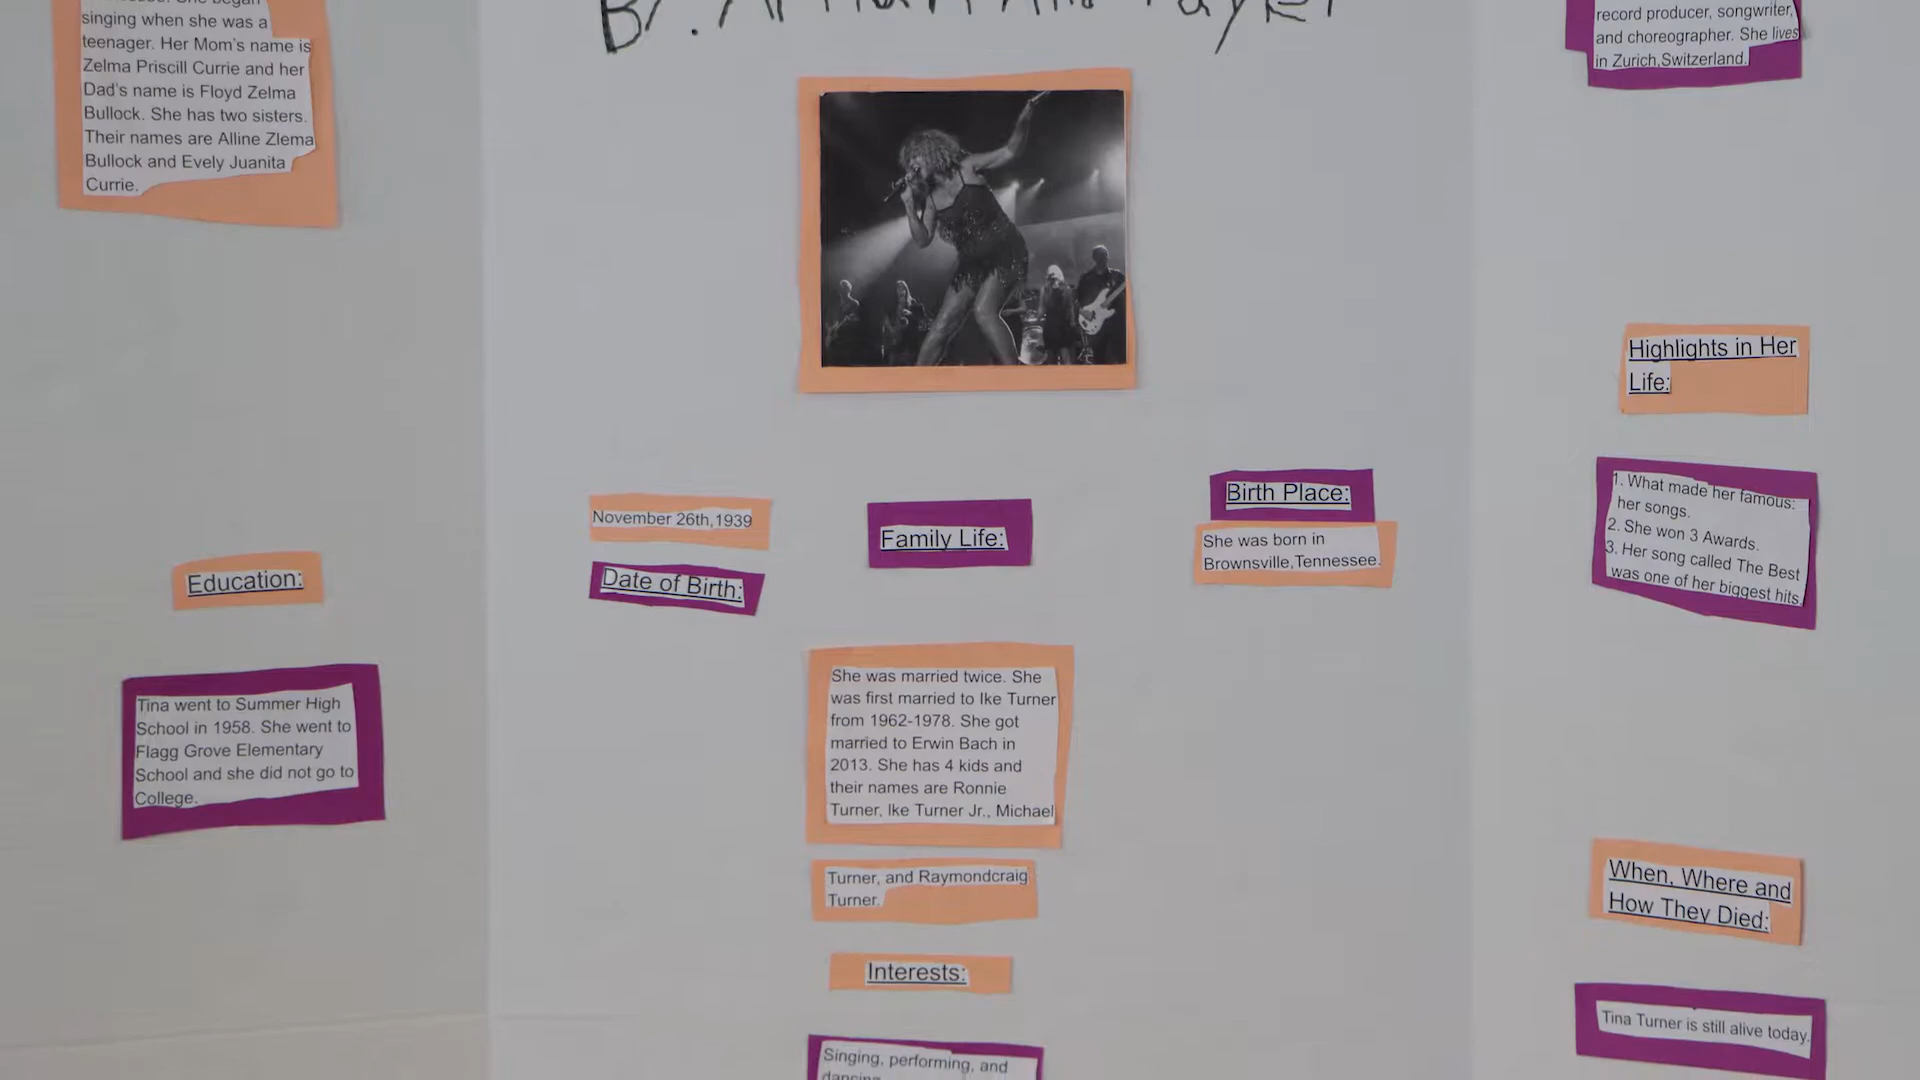 singing when she was a
teenager. Her Mom's name is
Zelma Priscill Currie and her
Dad's name is Floyd Zelma
Bullock. She has two sisters.
Their names are Alline Zlema
Bullock and Evely Juanita
Currie.
Education:
Tina went to Summer High
School in 1958. She went to
Flagg Grove Elementary
School and she did not go to
College.
By:
November 26th,1939
Date of Birth:
Family Life:
She was married twice. She
was first married to Ike Turner
from 1962-1978. She got
married to Erwin Bach in
2013. She has 4 kids and
their names are Ronnie
Turner, Ike Turner Jr., Michael
Turner, and Raymondcraig
Turner.
Interests:
Singing, performing, and
dancing
Birth Place:
She was born in
Brownsville,Tennessee.
record producer, songwriter,
and choreographer. She lives
in Zurich,Switzerland.
Highlights in Her
Life:
1. What made her famous:
her songs.
2. She won 3 Awards.
3. Her song called The Best
was one of her biggest hits.
When, Where and
How They Died:
Tina Turner is still alive today.